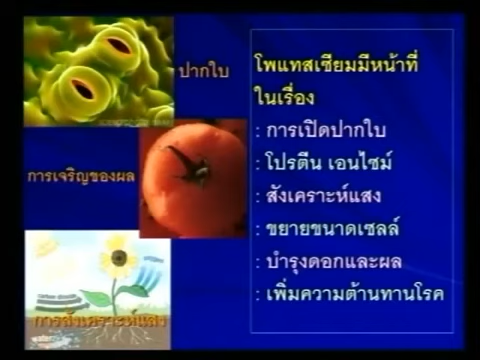 ปากใบ
การเจริญของผล
การสังเคราะห์แสง
โพแทสเซียมมีหน้าที่
ในเรื่อง
: การเปิดปากใบ
: โปรตีน เอนไซม์
: สังเคราะห์แสง
: ขยายขนาดเซลล์
: บำรุงดอกและผล
: เพิ่มความต้านทานโรค